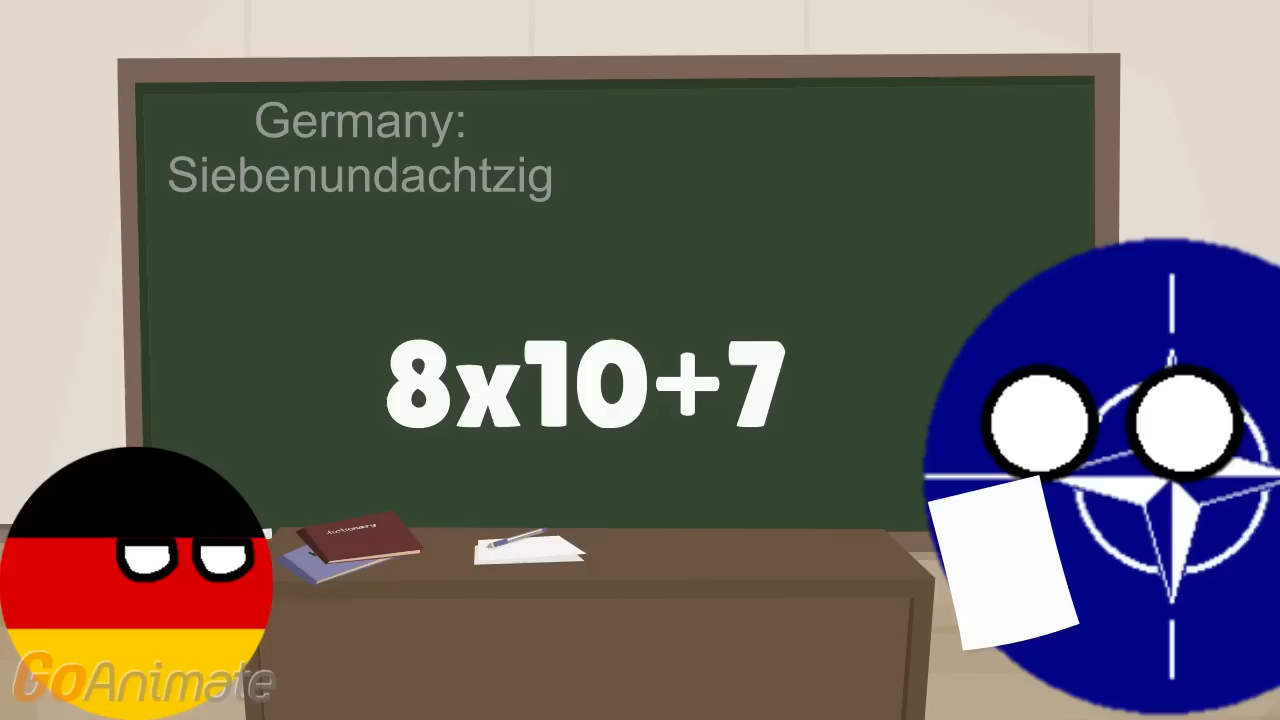 Germany:
Siebenundachtzig
8x10+7
dictionary
GoAnimate